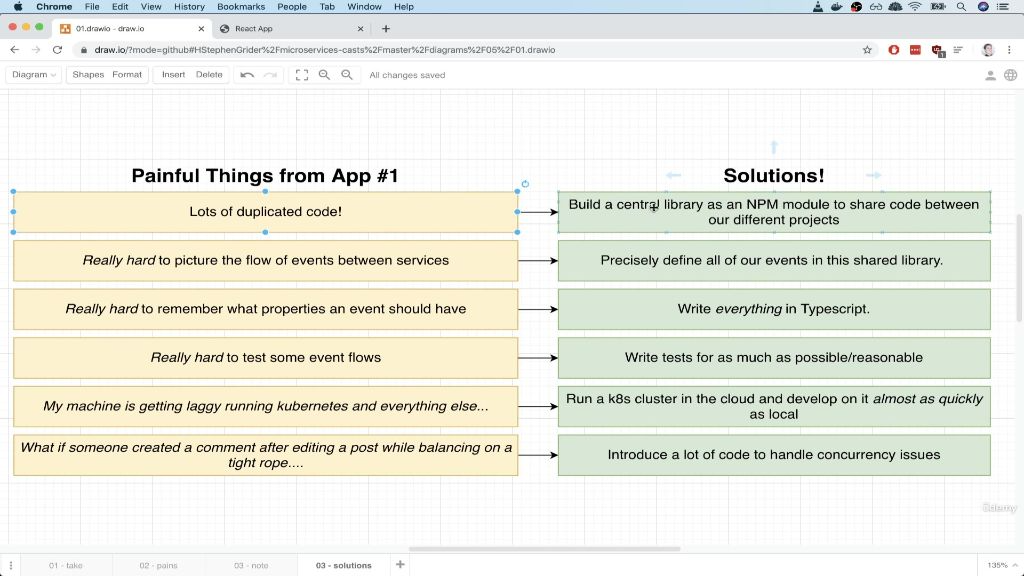 Chrome File Edit View History Bookmarks People Tab Window Help
01.drawio - draw.io
React App
draw.io/?mode=github#HStephenGrider%2Fmicroservices-casts%2Fmaster%2Fdiagrams%2F05%2F01.drawio
Diagram Shapes Format Insert Delete All changes saved
Painful Things from App #1
Solutions!
Lots of duplicated code!
Build a central library as an NPM module to share code between
our different projects
Really hard to picture the flow of events between services
Precisely define all of our events in this shared library.
Really hard to remember what properties an event should have
Write everything in Typescript.
Really hard to test some event flows
Write tests for as much as possible/reasonable
My machine is getting laggy running kubernetes and everything else...
Run a k8s cluster in the cloud and develop on it almost as quickly
as local
What if someone created a comment after editing a post while balancing on a
tight rope....
Introduce a lot of code to handle concurrency issues
Udemy
01 - take 02 - pains 03 - note 03 - solutions
135%